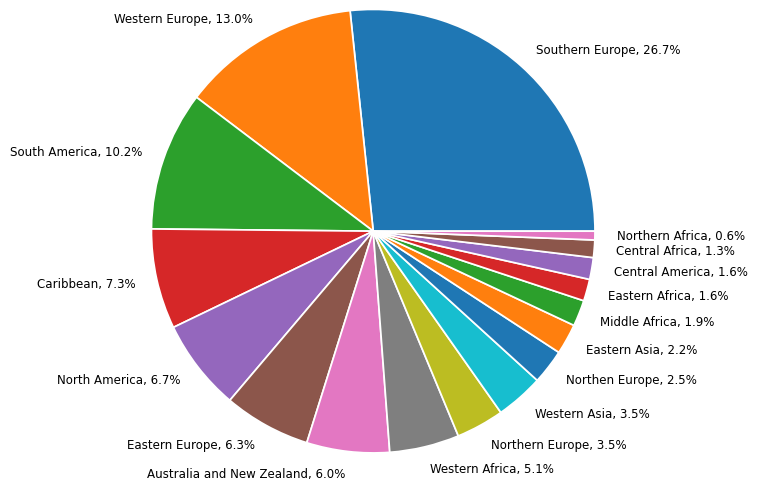 Western Europe, 13.0%
Southern Europe, 26.7%
South America, 10.2%
Northern Africa, 0.6%
Central Africa, 1.3%
Central America, 1.6%
Caribbean, 7.3%
Eastern Africa, 1.6%
Middle Africa, 1.9%
Eastern Asia, 2.2%
North America, 6.7%
Northen Europe, 2.5%
Western Asia, 3.5%
Eastern Europe, 6.3%
Northern Europe, 3.5%
Western Africa, 5.1%
Australia and New Zealand, 6.0%